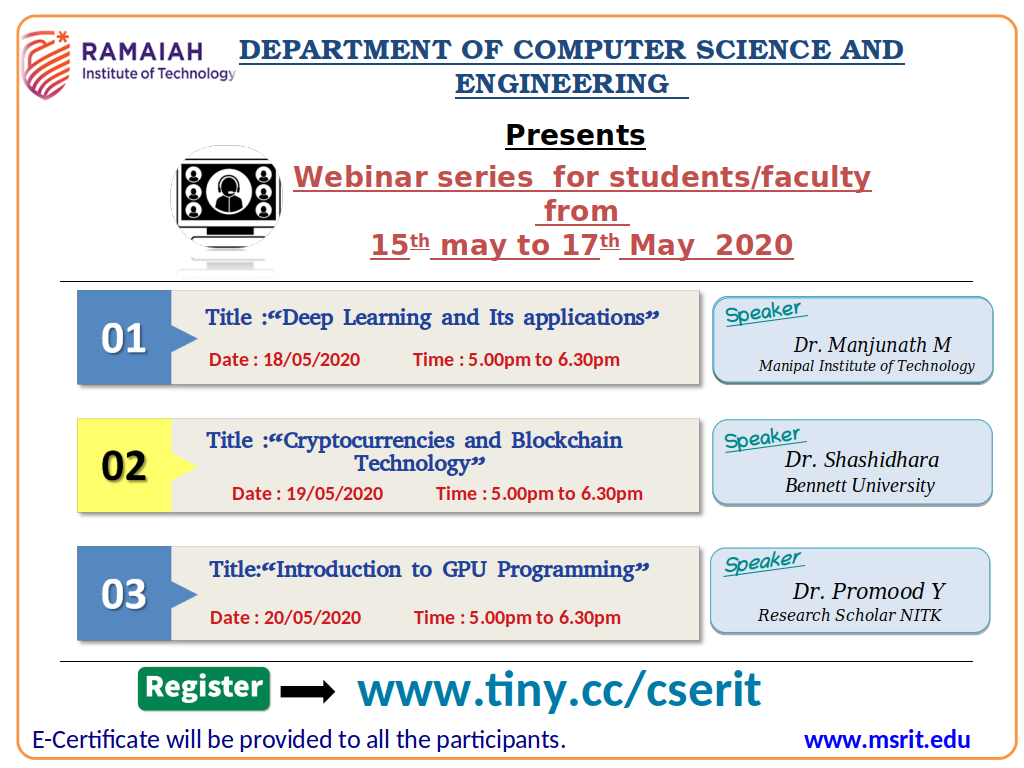 RAMAIAH
Institute of Technology
DEPARTMENT OF COMPUTER SCIENCE AND
ENGINEERING
Presents
Webinar series for students/faculty
from
15th may to 17th May 2020
01
Title :“Deep Learning and Its applications”
Date : 18/05/2020 Time : 5.00pm to 6.30pm
Speaker
Dr. Manjunath M
Manipal Institute of Technology
02
Title :“Cryptocurrencies and Blockchain
Technology”
Date : 19/05/2020 Time : 5.00pm to 6.30pm
Speaker
Dr. Shashidhara
Bennett University
03
Title:“Introduction to GPU Programming”
Date : 20/05/2020 Time : 5.00pm to 6.30pm
Speaker
Dr. Promood Y
Research Scholar NITK
Register www.tiny.cc/cserit
E-Certificate will be provided to all the participants. www.msrit.edu